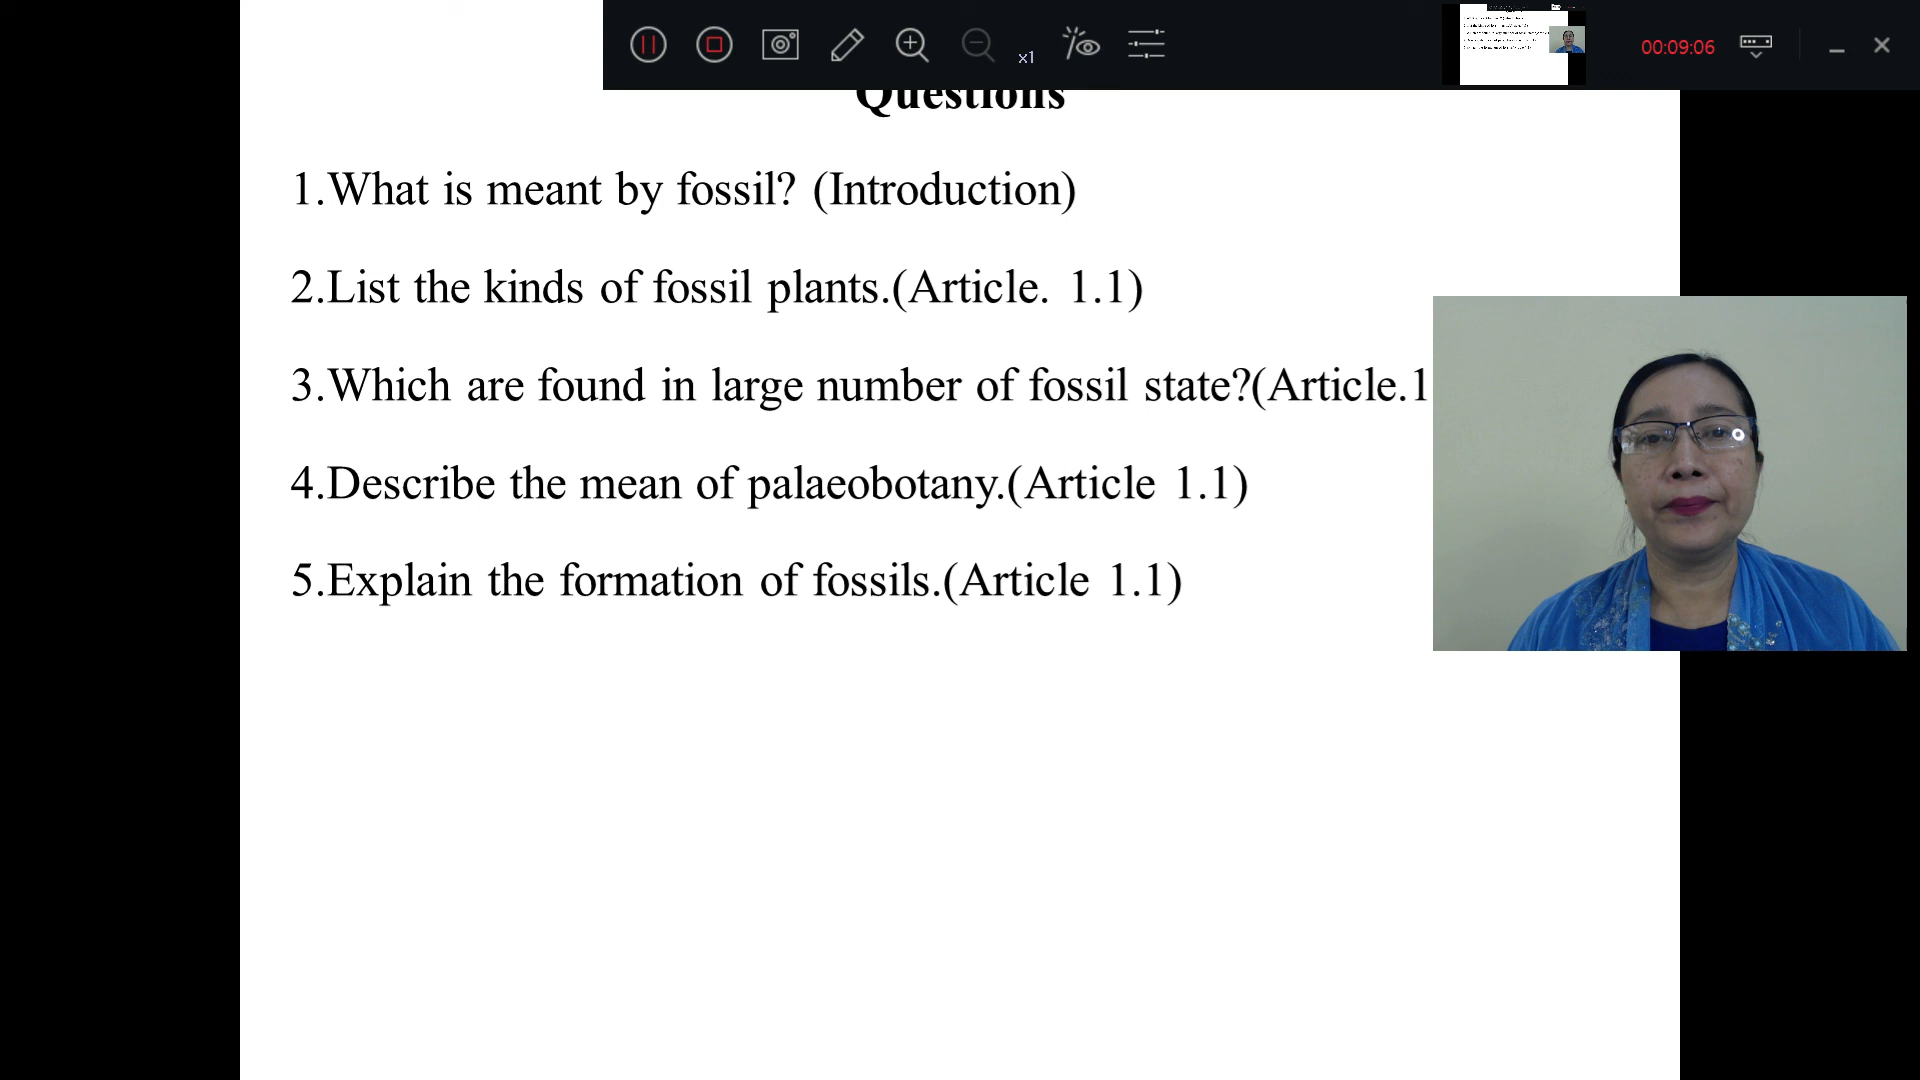 x1
00:09:06
Questions
1.What is meant by fossil? (Introduction)
2.List the kinds of fossil plants.(Article. 1.1)
3.Which are found in large number of fossil state?(Article.1
4.Describe the mean of palaeobotany.(Article 1.1)
5.Explain the formation of fossils.(Article 1.1)